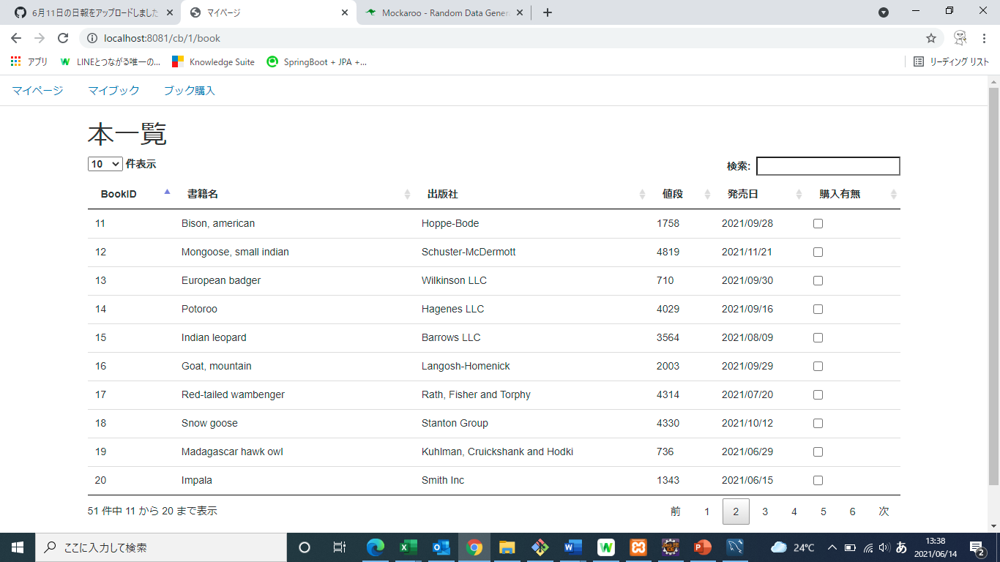 6月11日の日報をアップロードしました
マイページ
Mockaroo - Random Data Gener
localhost:8081/cb/1/book
アプリ
LINEとつながる唯一の...
Knowledge Suite
SpringBoot + JPA +...
リーディング リスト
マイページ マイブック ブック購入
本一覧
10 件表示
検索:
BookID 書籍名 出版社 値段 発売日 購入有無
11 Bison, american Hoppe-Bode 1758 2021/09/28
12 Mongoose, small indian Schuster-McDermott 4819 2021/11/21
13 European badger Wilkinson LLC 710 2021/09/30
14 Potoroo Hagenes LLC 4029 2021/09/16
15 Indian leopard Barrows LLC 3564 2021/08/09
16 Goat, mountain Langosh-Homenick 2003 2021/09/29
17 Red-tailed wambenger Rath, Fisher and Torphy 4314 2021/07/20
18 Snow goose Stanton Group 4330 2021/10/12
19 Madagascar hawk owl Kuhlman, Cruickshank and Hodki 736 2021/06/29
20 Impala Smith Inc 1343 2021/06/15
51 件中 11 から 20 まで表示
前 1 2 3 4 5 6 次
ここに入力して検索
24℃
あ
13:38
2021/06/14
2